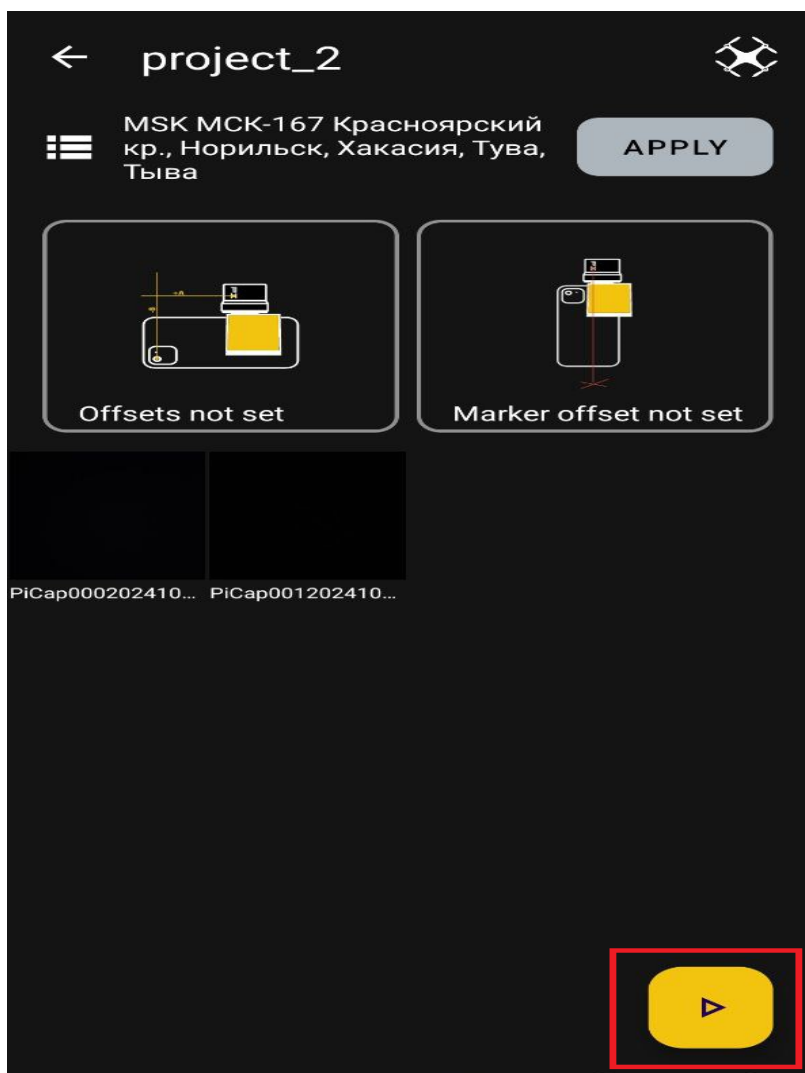 project_2
MSK МСК-167 Красноярский
кр., Норильск, Хакасия, Тува,
Тыва
APPLY
Offsets not set
Marker offset not set
PiCap000202410...
PiCap001202410...